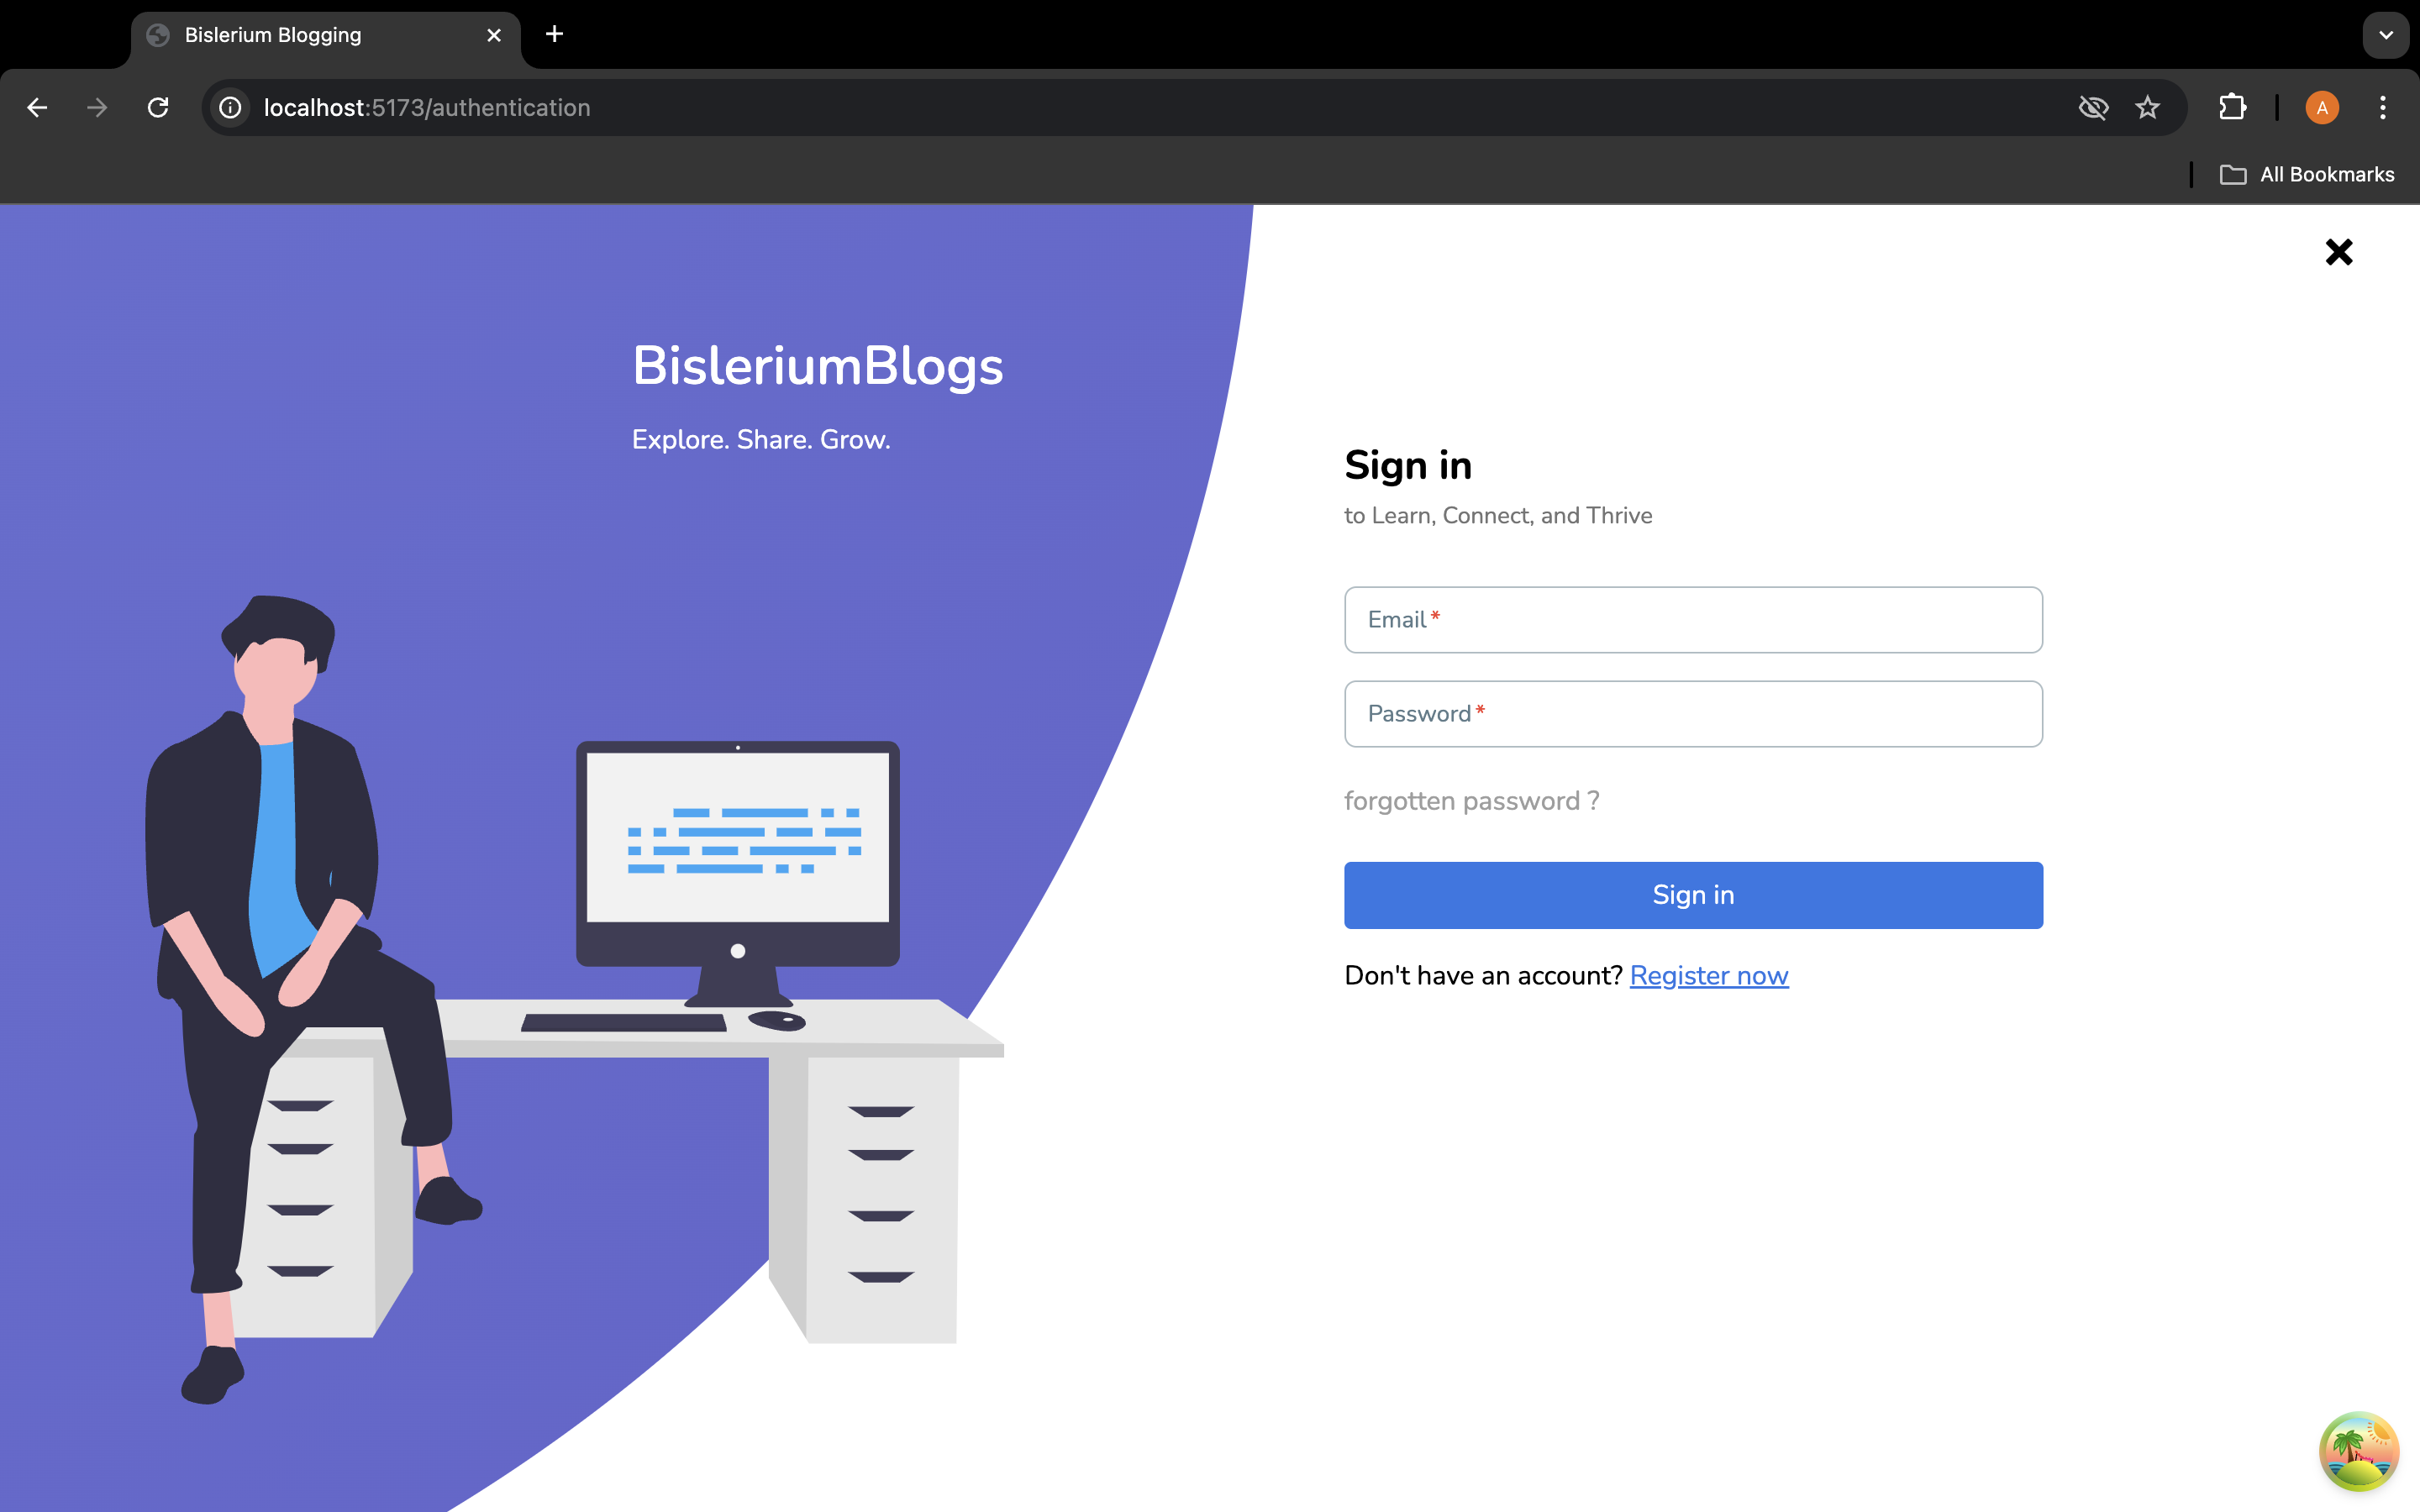 Bislerium Blogging
localhost:5173/authentication
A
All Bookmarks
BisleriumBlogs
Explore. Share. Grow.
Sign in
to Learn, Connect, and Thrive
Email *
Password *
forgotten password ?
Sign in
Don't have an account? Register now